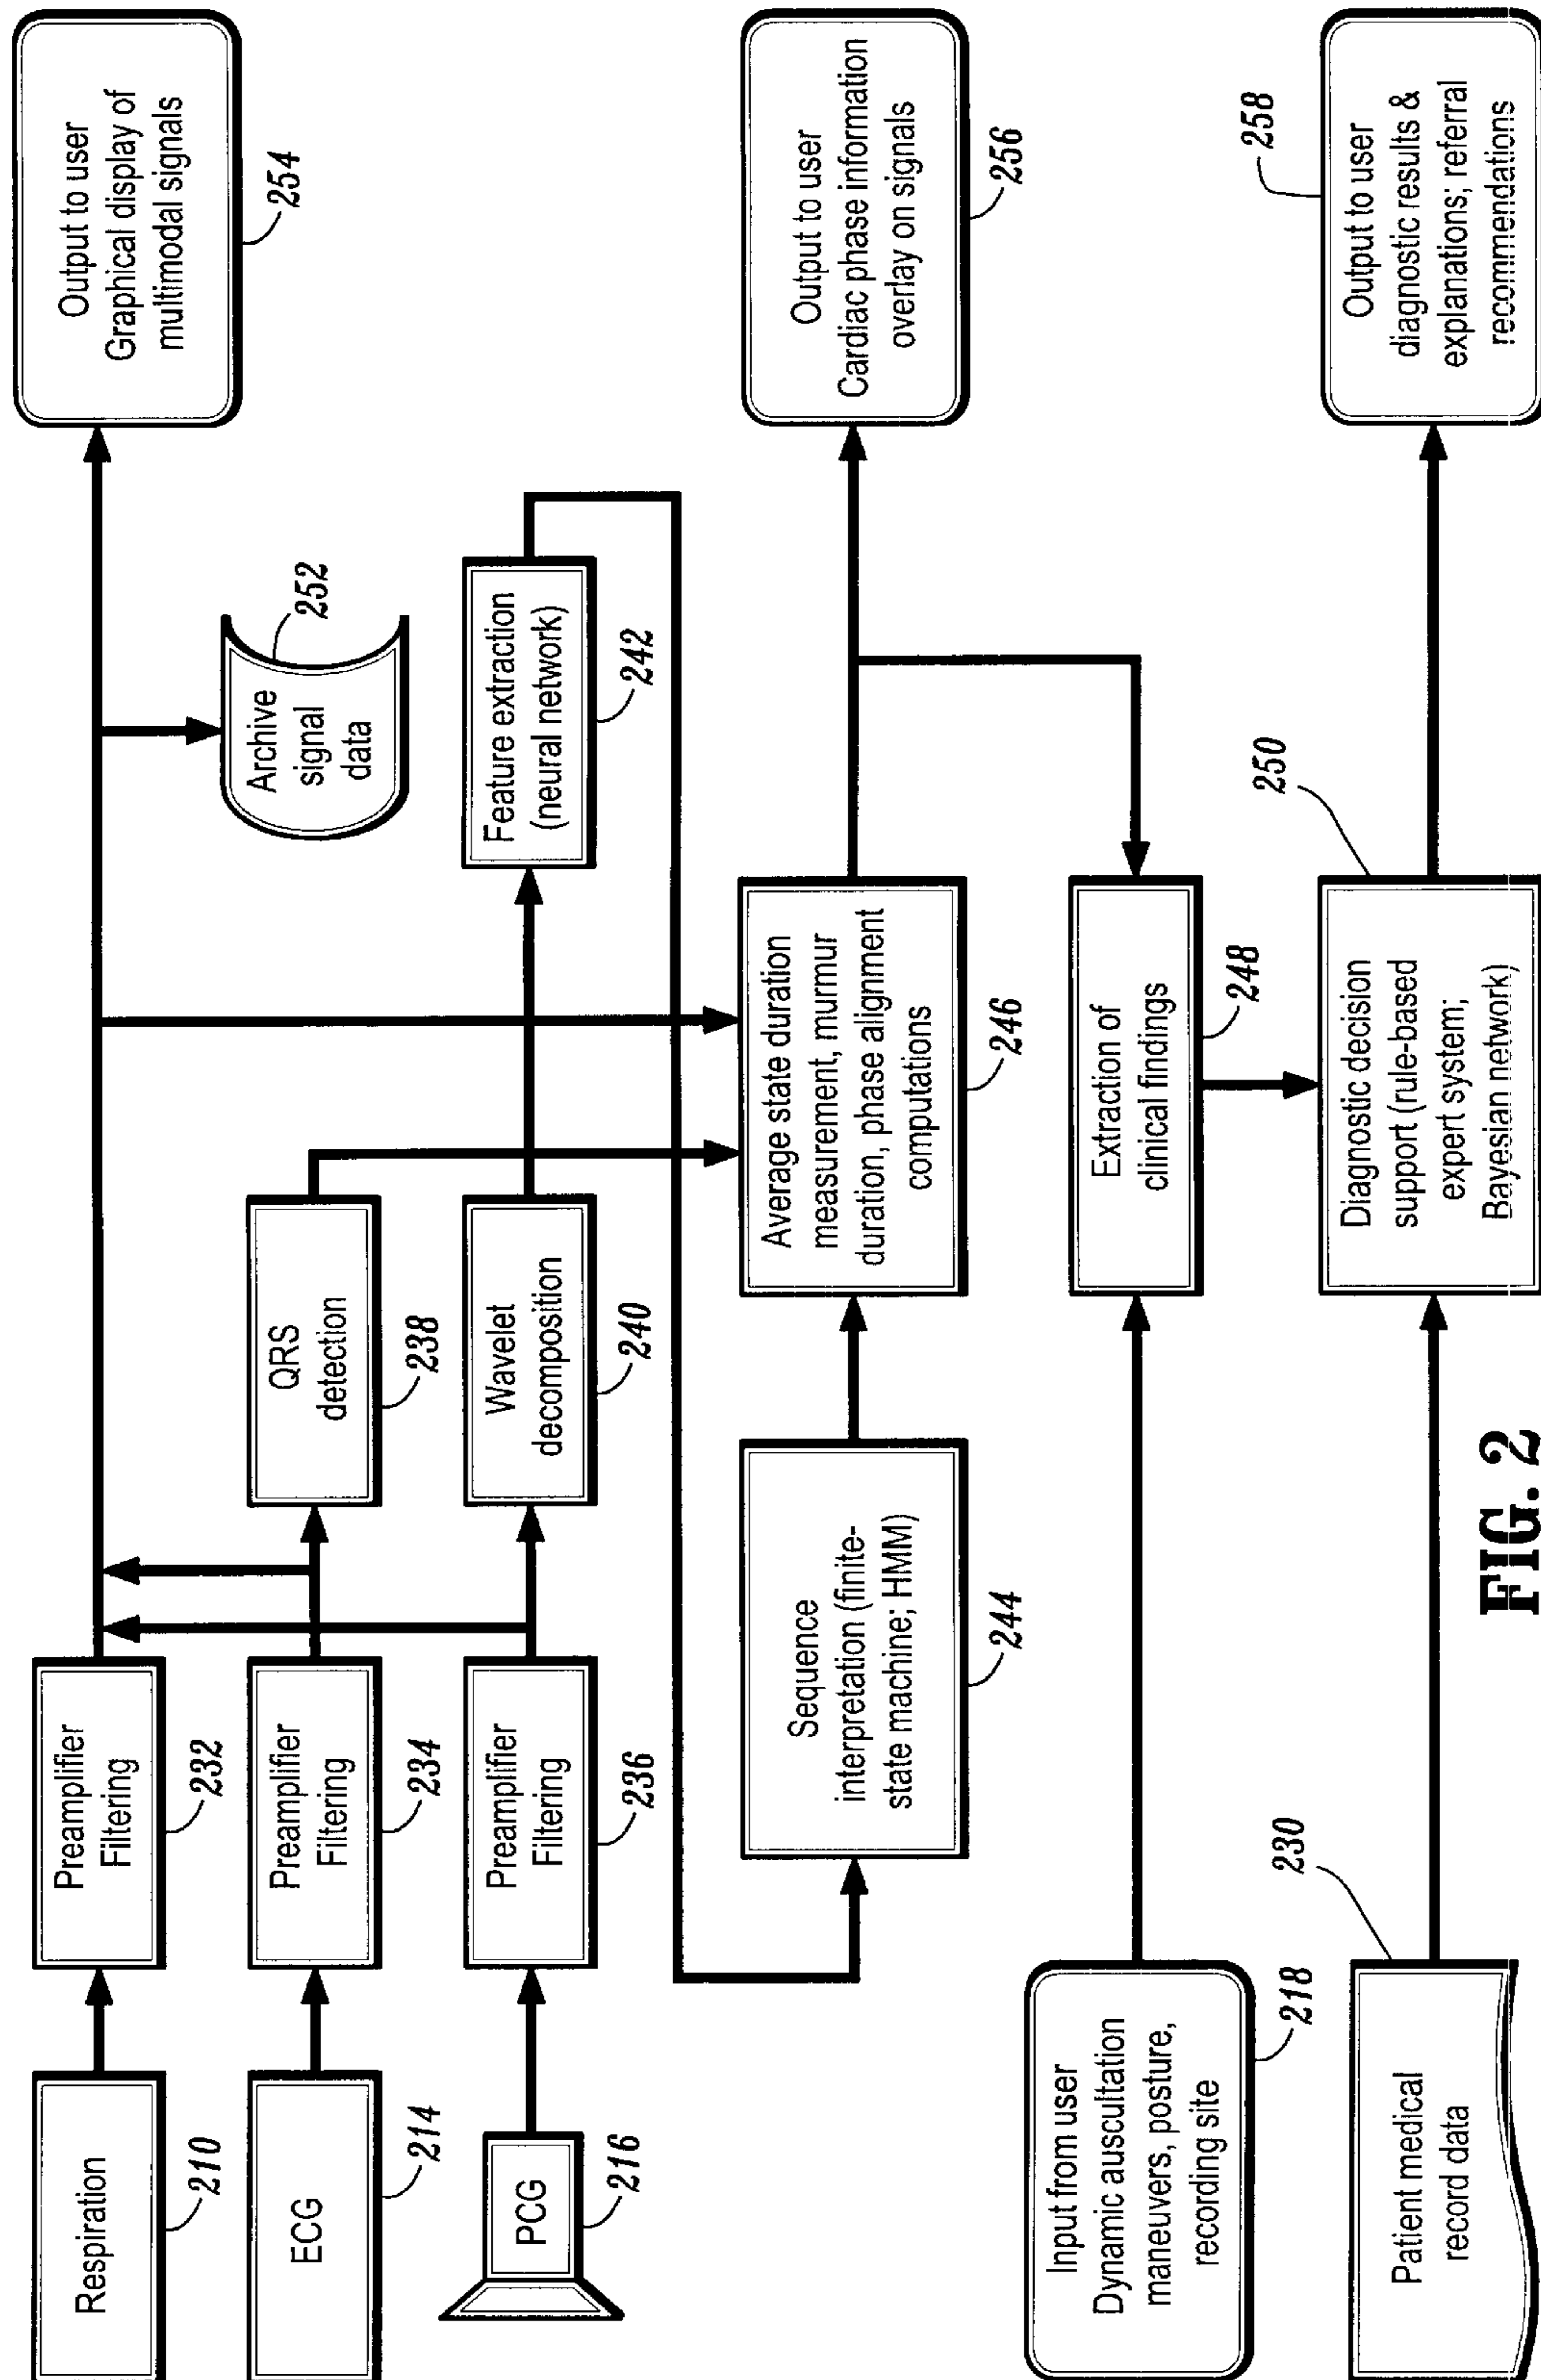 Respiration
210
Preamplifier
Filtering
232
Output to user
Graphical display of
multimodal signals
254
Archive
signal
data
252
ECG
214
Preamplifier
Filtering
234
QRS
detection
238
PCG
216
Preamplifier
Filtering
236
Wavelet
decomposition
240
Feature extraction
(neural network)
242
Sequence
interpretation (finite-
state machine; HMM)
244
Average state duration
measurement, murmur
duration, phase alignment
computations
246
Output to user
Cardiac phase information
overlay on signals
256
Input from user
Dynamic auscultation
maneuvers, posture,
recording site
218
Extraction of
clinical findings
248
230
Patient medical
record data
250
Diagnostic decision
support (rule-based
expert system;
Bayesian network)
258
Output to user
diagnostic results &
explanations; referral
recommendations
FIG. 2